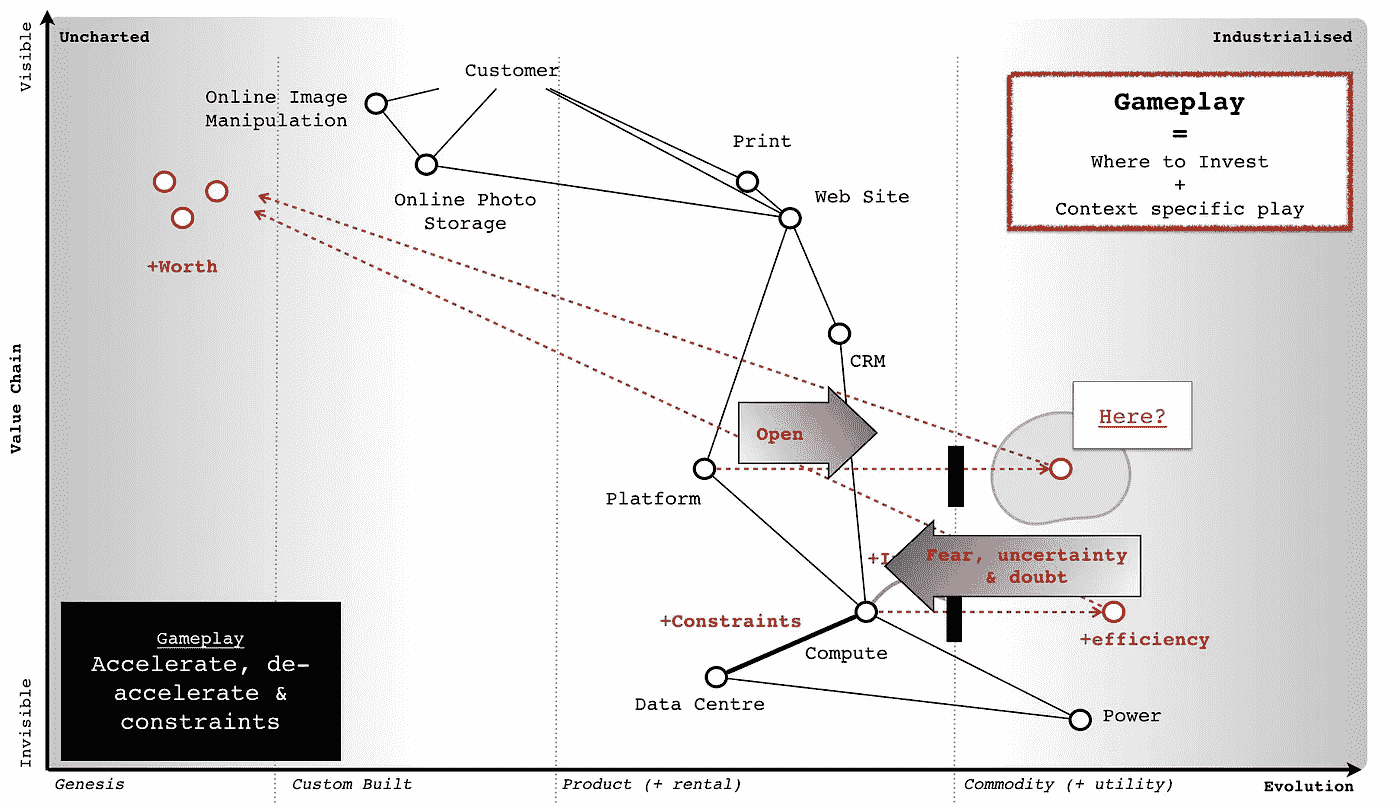 Visible
Uncharted
Industrialised
Customer
Online Image
Manipulation
Gameplay
=
Where to Invest
+
Context specific play
Print
Web Site
Online Photo
Storage
+Worth
Value Chain
CRM
Here?
Open
Platform
Fear, uncertainty
& doubt
+Constraints
+efficiency
Compute
Gameplay
Accelerate, de-
accelerate &
constraints
Data Centre
Power
Invisible
Genesis
Custom Built
Product (+ rental)
Commodity (+ utility)
Evolution